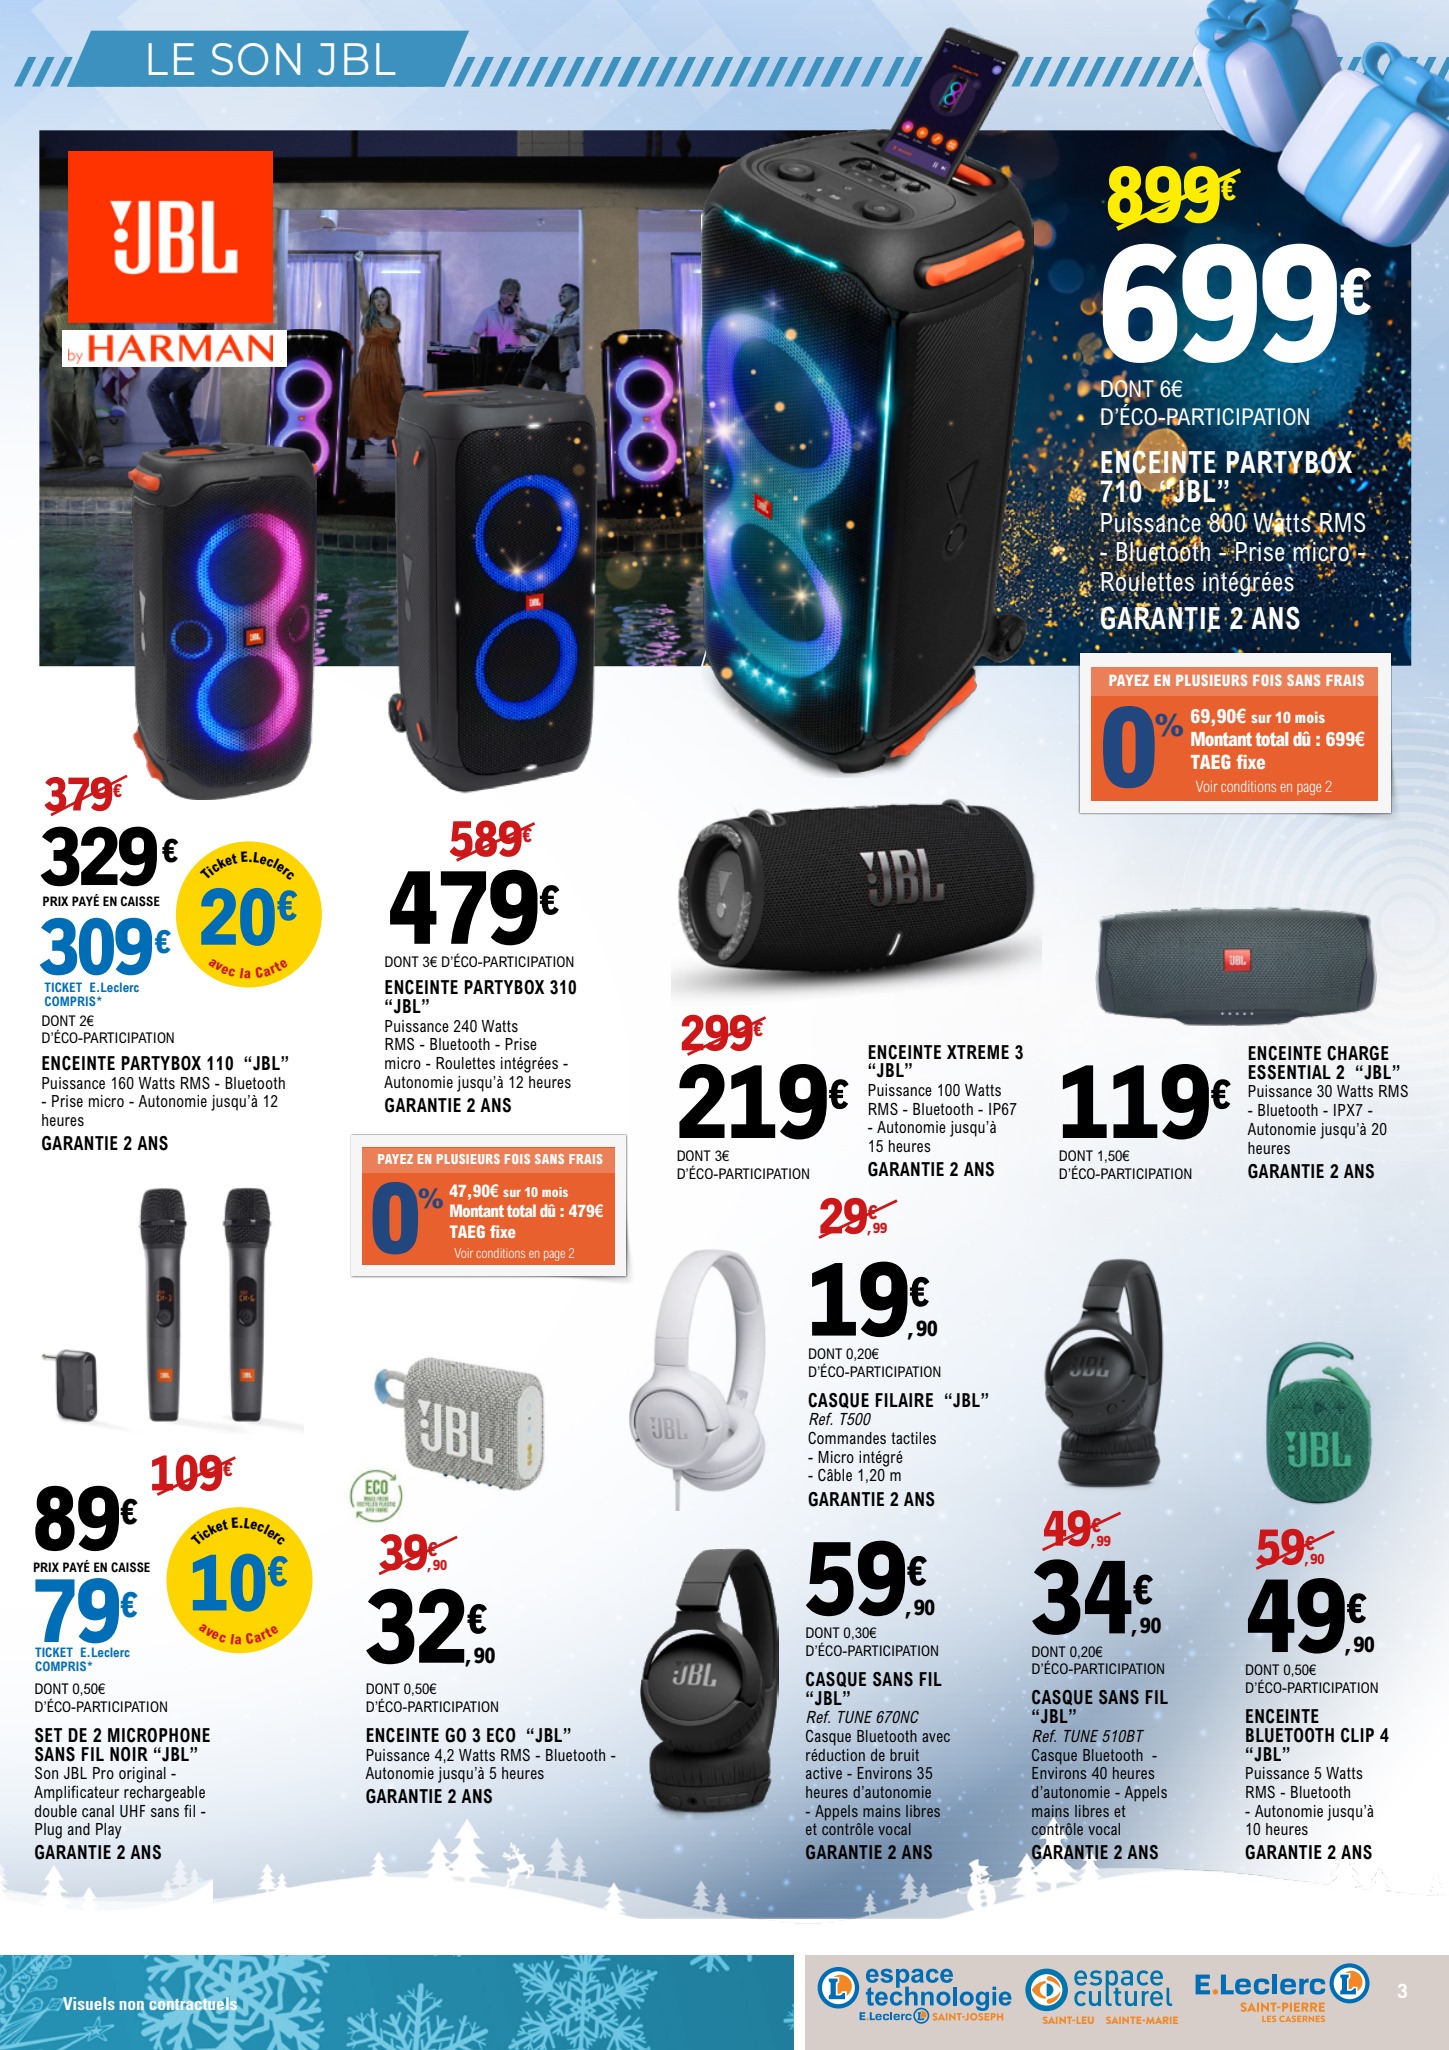 LE SON JBL
JBL
by HARMAN
899€
699€
DONT 6€
D'ÉCO-PARTICIPATION
ENCEINTE PARTYBOX
710 “JBL”
Puissance 800 Watts RMS
- Bluetooth - Prise micro -
Roulettes intégrées
GARANTIE 2 ANS
PAYEZ EN PLUSIEURS FOIS SANS FRAIS
0%
69,90€ sur 10 mois
Montant total dû : 699€
TAEG fixe
Voir conditions en page 2
379€
329€
PRIX PAYÉ EN CAISSE
309€
TICKET E.Leclerc
COMPRIS*
Ticket E.Leclerc
20€
avec la Carte
DONT 2€
D'ÉCO-PARTICIPATION
ENCEINTE PARTYBOX 110 “JBL”
Puissance 160 Watts RMS - Bluetooth
- Prise micro - Autonomie jusqu'à 12
heures
GARANTIE 2 ANS
589€
479€
DONT 3€ D'ÉCO-PARTICIPATION
ENCEINTE PARTYBOX 310
“JBL”
Puissance 240 Watts
RMS - Bluetooth - Prise
micro - Roulettes intégrées -
Autonomie jusqu'à 12 heures
GARANTIE 2 ANS
PAYEZ EN PLUSIEURS FOIS SANS FRAIS
0%
47,90€ sur 10 mois
Montant total dû : 479€
TAEG fixe
Voir conditions en page 2
JBL
299€
219€
DONT 3€
D'ÉCO-PARTICIPATION
ENCEINTE XTREME 3
“JBL”
Puissance 100 Watts
RMS - Bluetooth - IP67
- Autonomie jusqu'à
15 heures
GARANTIE 2 ANS
JBL
119€
DONT 1,50€
D'ÉCO-PARTICIPATION
ENCEINTE CHARGE
ESSENTIAL 2 “JBL”
Puissance 30 Watts RMS
- Bluetooth - IPX7 -
Autonomie jusqu'à 20
heures
GARANTIE 2 ANS
109€
89€
PRIX PAYÉ EN CAISSE
79€
TICKET E.Leclerc
COMPRIS*
Ticket E.Leclerc
10€
avec la Carte
DONT 0,50€
D'ÉCO-PARTICIPATION
SET DE 2 MICROPHONE
SANS FIL NOIR “JBL”
Son JBL Pro original -
Amplificateur rechargeable
double canal UHF sans fil -
Plug and Play
GARANTIE 2 ANS
JBL
ECO
39€,90
32€,90
DONT 0,50€
D'ÉCO-PARTICIPATION
ENCEINTE GO 3 ECO “JBL”
Puissance 4,2 Watts RMS - Bluetooth -
Autonomie jusqu'à 5 heures
GARANTIE 2 ANS
JBL
29€,99
19€,90
DONT 0,20€
D'ÉCO-PARTICIPATION
CASQUE FILAIRE “JBL”
Ref. T500
Commandes tactiles
- Micro intégré
- Câble 1,20 m
GARANTIE 2 ANS
JBL
59€,90
DONT 0,30€
D'ÉCO-PARTICIPATION
CASQUE SANS FIL
“JBL”
Ref. TUNE 670NC
Casque Bluetooth avec
réduction de bruit
active - Environs 35
heures d'autonomie
- Appels mains libres
et contrôle vocal
GARANTIE 2 ANS
JBL
49€,99
34€,90
DONT 0,20€
D'ÉCO-PARTICIPATION
CASQUE SANS FIL
“JBL”
Ref. TUNE 510BT
Casque Bluetooth -
Environs 40 heures
d'autonomie - Appels
mains libres et
contrôle vocal
GARANTIE 2 ANS
JBL
59€,90
49€,90
DONT 0,50€
D'ÉCO-PARTICIPATION
ENCEINTE
BLUETOOTH CLIP 4
“JBL”
Puissance 5 Watts
RMS - Bluetooth
- Autonomie jusqu'à
10 heures
GARANTIE 2 ANS
Visuels non contractuels
espace
technologie
E.Leclerc L SAINT-JOSEPH
espace
culturel
SAINT-LEU SAINTE-MARIE
E.Leclerc L
SAINT-PIERRE
LES CASERNES
3